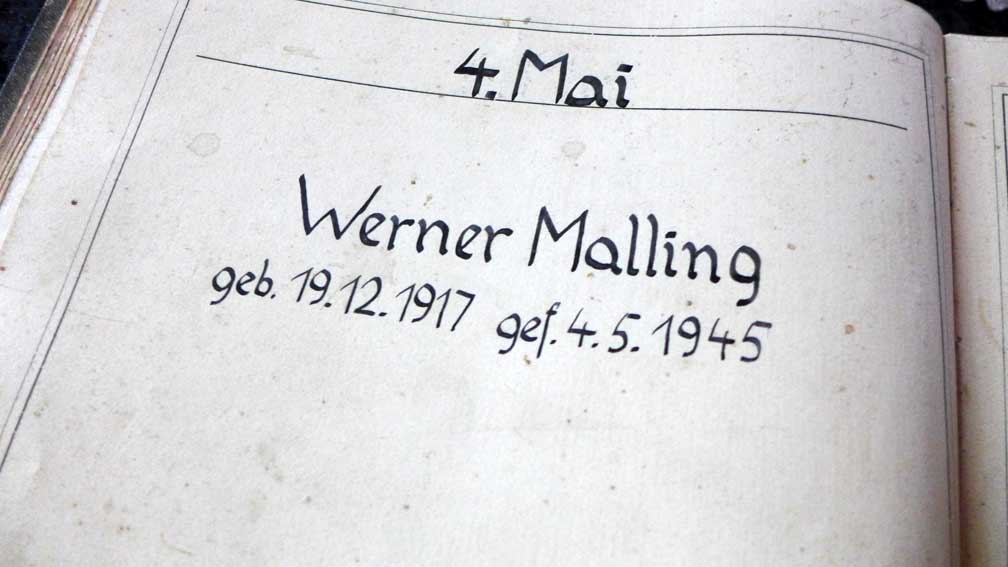 4. Mai
Werner Malling
geb. 19.12.1917 gef. 4.5.1945